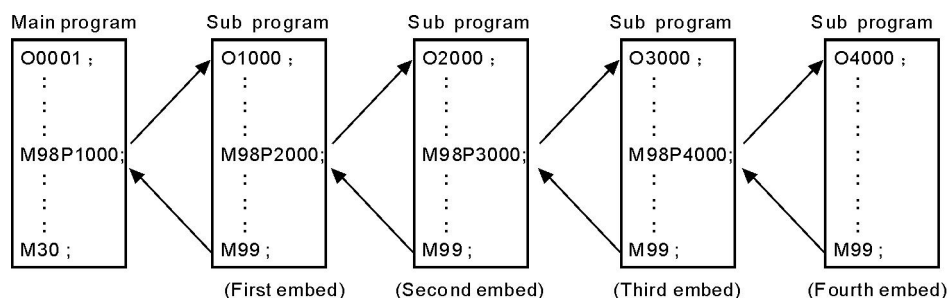 Main program
O0001 ;
:
:
:
M98P1000;
:
:
:
M30 ;
Sub program
O1000 ;
:
:
:
M98P2000;
:
:
:
M99 ;
(First embed)
Sub program
O2000 ;
:
:
:
M98P3000;
:
:
:
M99 ;
(Second embed)
Sub program
O3000 ;
:
:
:
M98P4000;
:
:
:
M99 ;
(Third embed)
Sub program
O4000 ;
:
:
:
:
:
:
:
M99 ;
(Fourth embed)